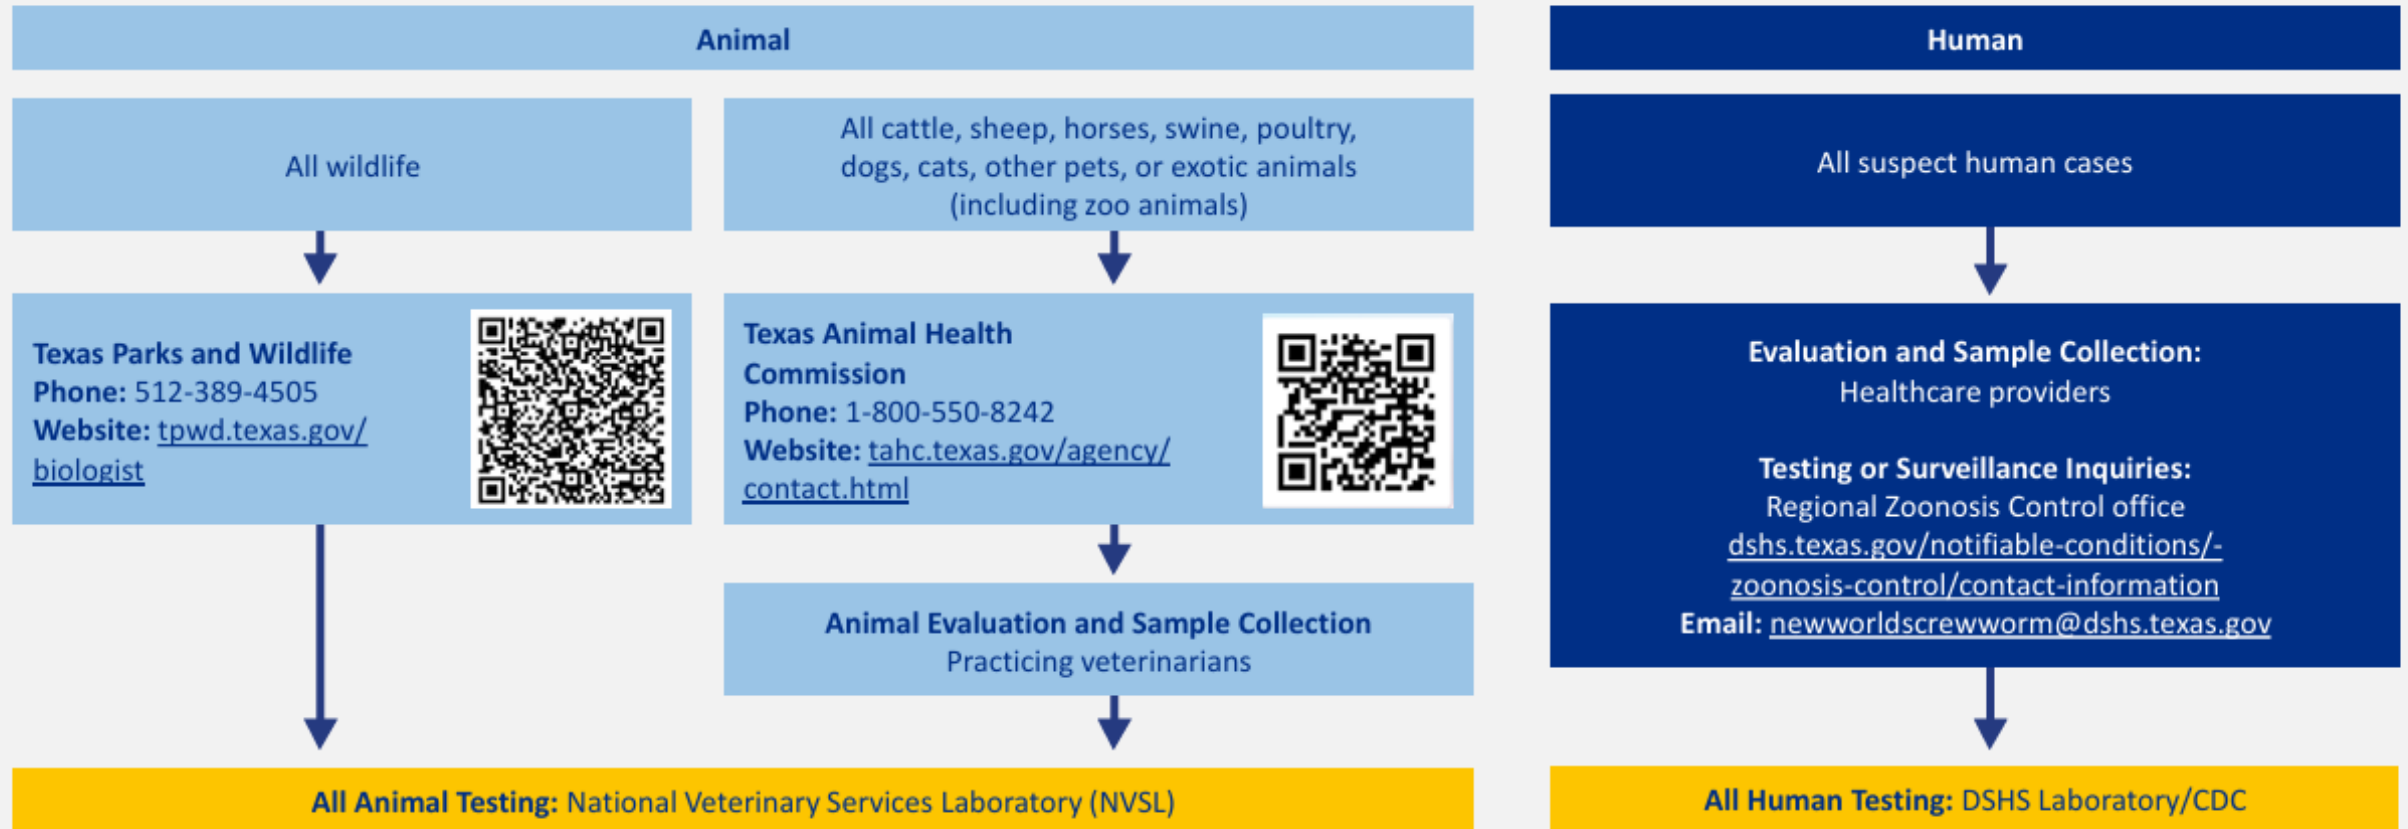 Animal
All wildlife
Texas Parks and Wildlife
Phone: 512-389-4505
Website: tpwd.texas.gov/
biologist
All cattle, sheep, horses, swine, poultry,
dogs, cats, other pets, or exotic animals
(including zoo animals)
Texas Animal Health
Commission
Phone: 1-800-550-8242
Website: tahc.texas.gov/agency/
contact.html
Animal Evaluation and Sample Collection
Practicing veterinarians
All Animal Testing: National Veterinary Services Laboratory (NVSL)
Human
All suspect human cases
Evaluation and Sample Collection:
Healthcare providers
Testing or Surveillance Inquiries:
Regional Zoonosis Control office
dshs.texas.gov/notifiable-conditions/-
zoonosis-control/contact-information
Email: newworldscrewworm@dshs.texas.gov
All Human Testing: DSHS Laboratory/CDC